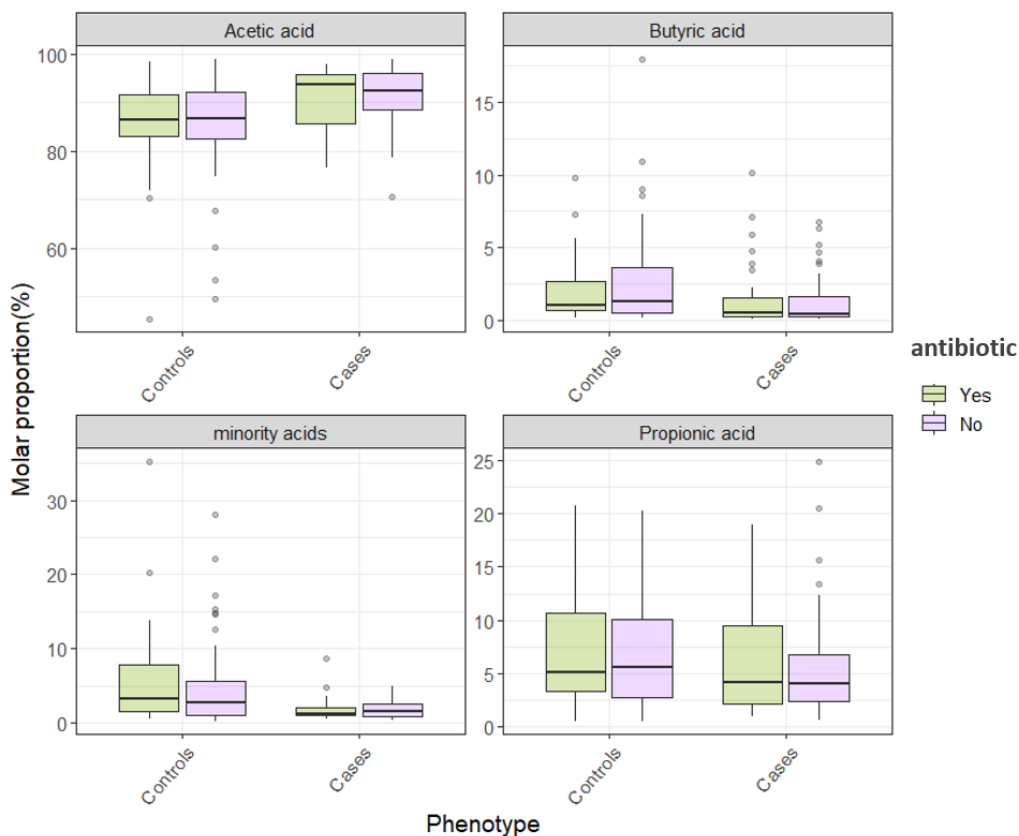 Acetic acid
Butyric acid
100
80
60
15
10
5
0
Controls
Cases
Controls
Cases
minority acids
Propionic acid
30
20
10
0
25
20
15
10
5
0
Controls
Cases
Controls
Cases
Molar proportion(%)
Phenotype
antibiotic
Yes
No